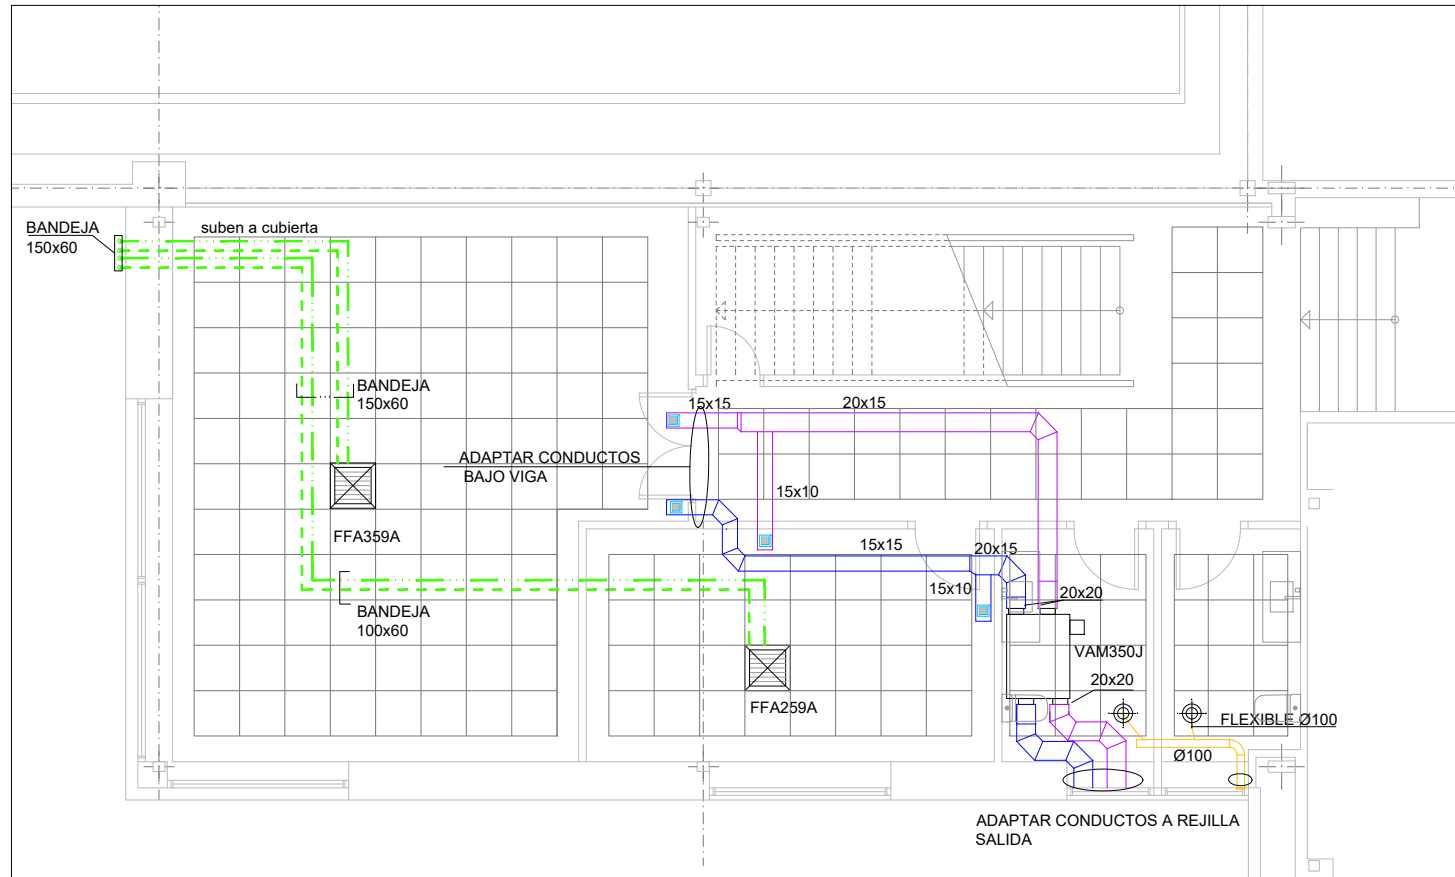 suben a cubierta
BANDEJA
150x60
BANDEJA
150x60
15x15
20x15
ADAPTAR CONDUCTOS
BAJO VIGA
15x10
FFA359A
15x15
20x15
15x10
20x20
BANDEJA
100x60
VAM350J
20x20
FFA259A
FLEXIBLE Ø100
Ø100
ADAPTAR CONDUCTOS A REJILLA
SALIDA